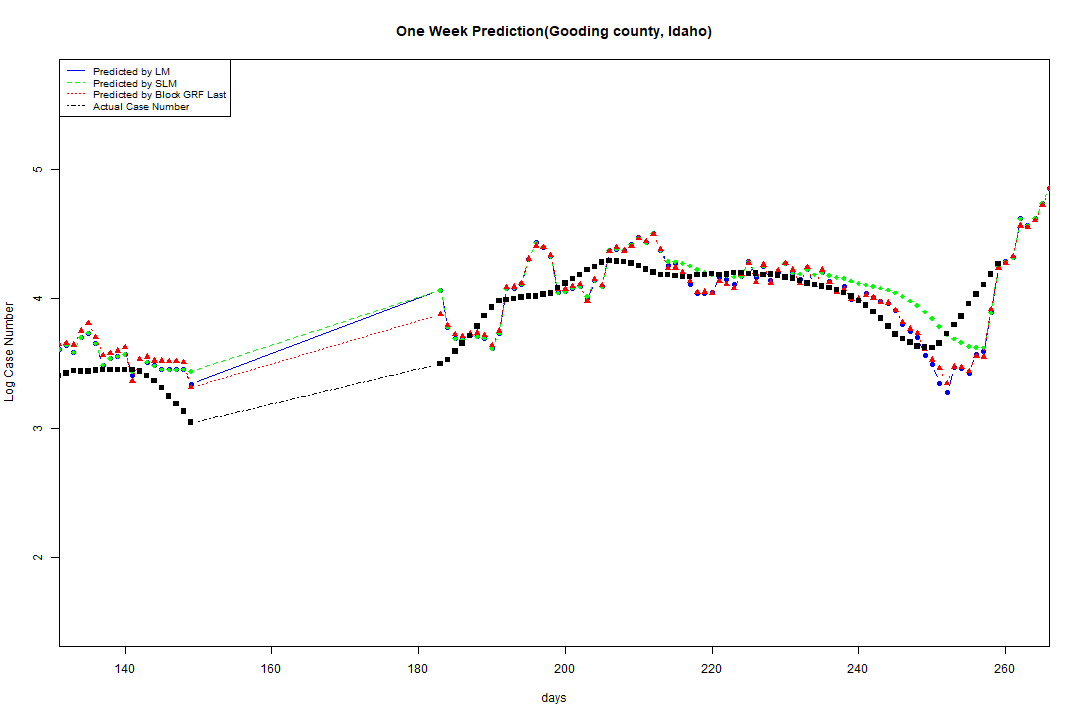 One Week Prediction(Gooding county, Idaho)
Predicted by LM
Predicted by SLM
Predicted by Block GRF Last
Actual Case Number
5
4
3
2
Log Case Number
140 160 180 200 220 240 260
days